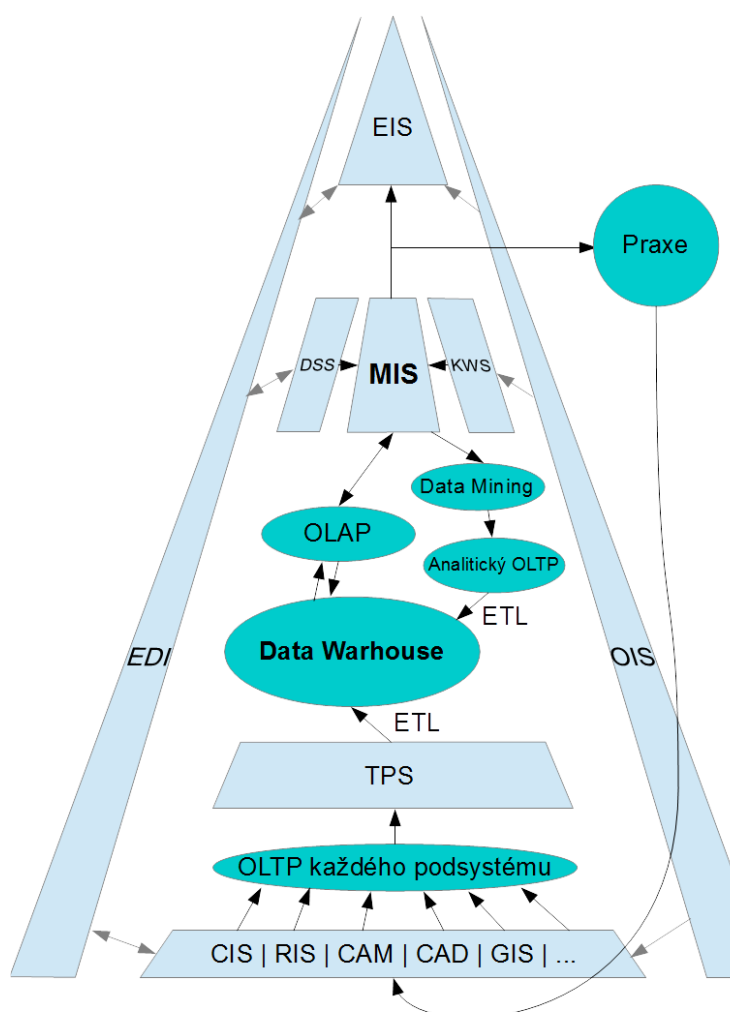 EIS
Praxe
DSS
MIS
KWS
Data Mining
OLAP
Analitický OLTP
ETL
Data Warhouse
EDI
OIS
ETL
TPS
OLTP každého podsystému
CIS | RIS | CAM | CAD | GIS | ...